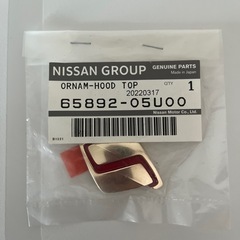 NISSAN GROUP
GENUINE PARTS
Made in Japan
ORNAM-HOOD TOP
QTY
1
20220317
65892-05U00
Nissan Motor Co., Ltd.